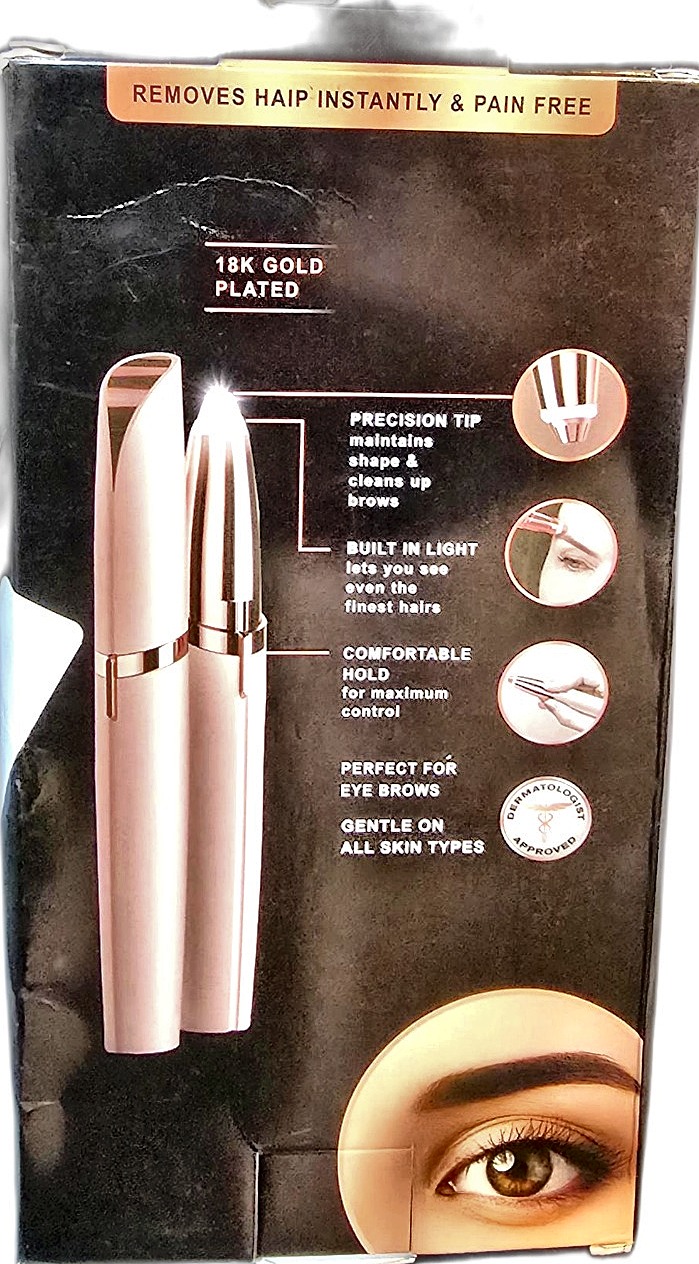 REMOVES HAIP INSTANTLY & PAIN FREE
18K GOLD
PLATED
PRECISION TIP
maintains
shape &
cleans up
brows
BUILT IN LIGHT
lets you see
even the
finest hairs
COMFORTABLE
HOLD
for maximum
control
PERFECT FOR
EYE BROWS
GENTLE ON
ALL SKIN TYPES
DERMATOLOGIST
APPROVED